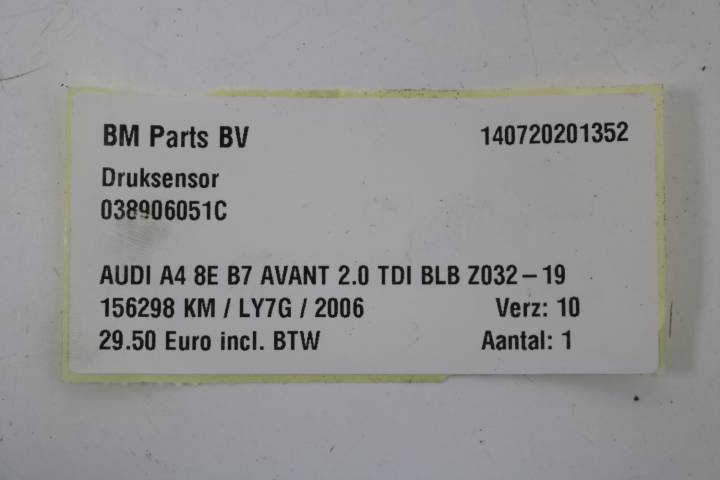 BM Parts BV 140720201352
Druksensor
038906051C
AUDI A4 8E B7 AVANT 2.0 TDI BLB Z032-19
156298 KM / LY7G / 2006 Verz: 10
29.50 Euro incl. BTW Aantal: 1